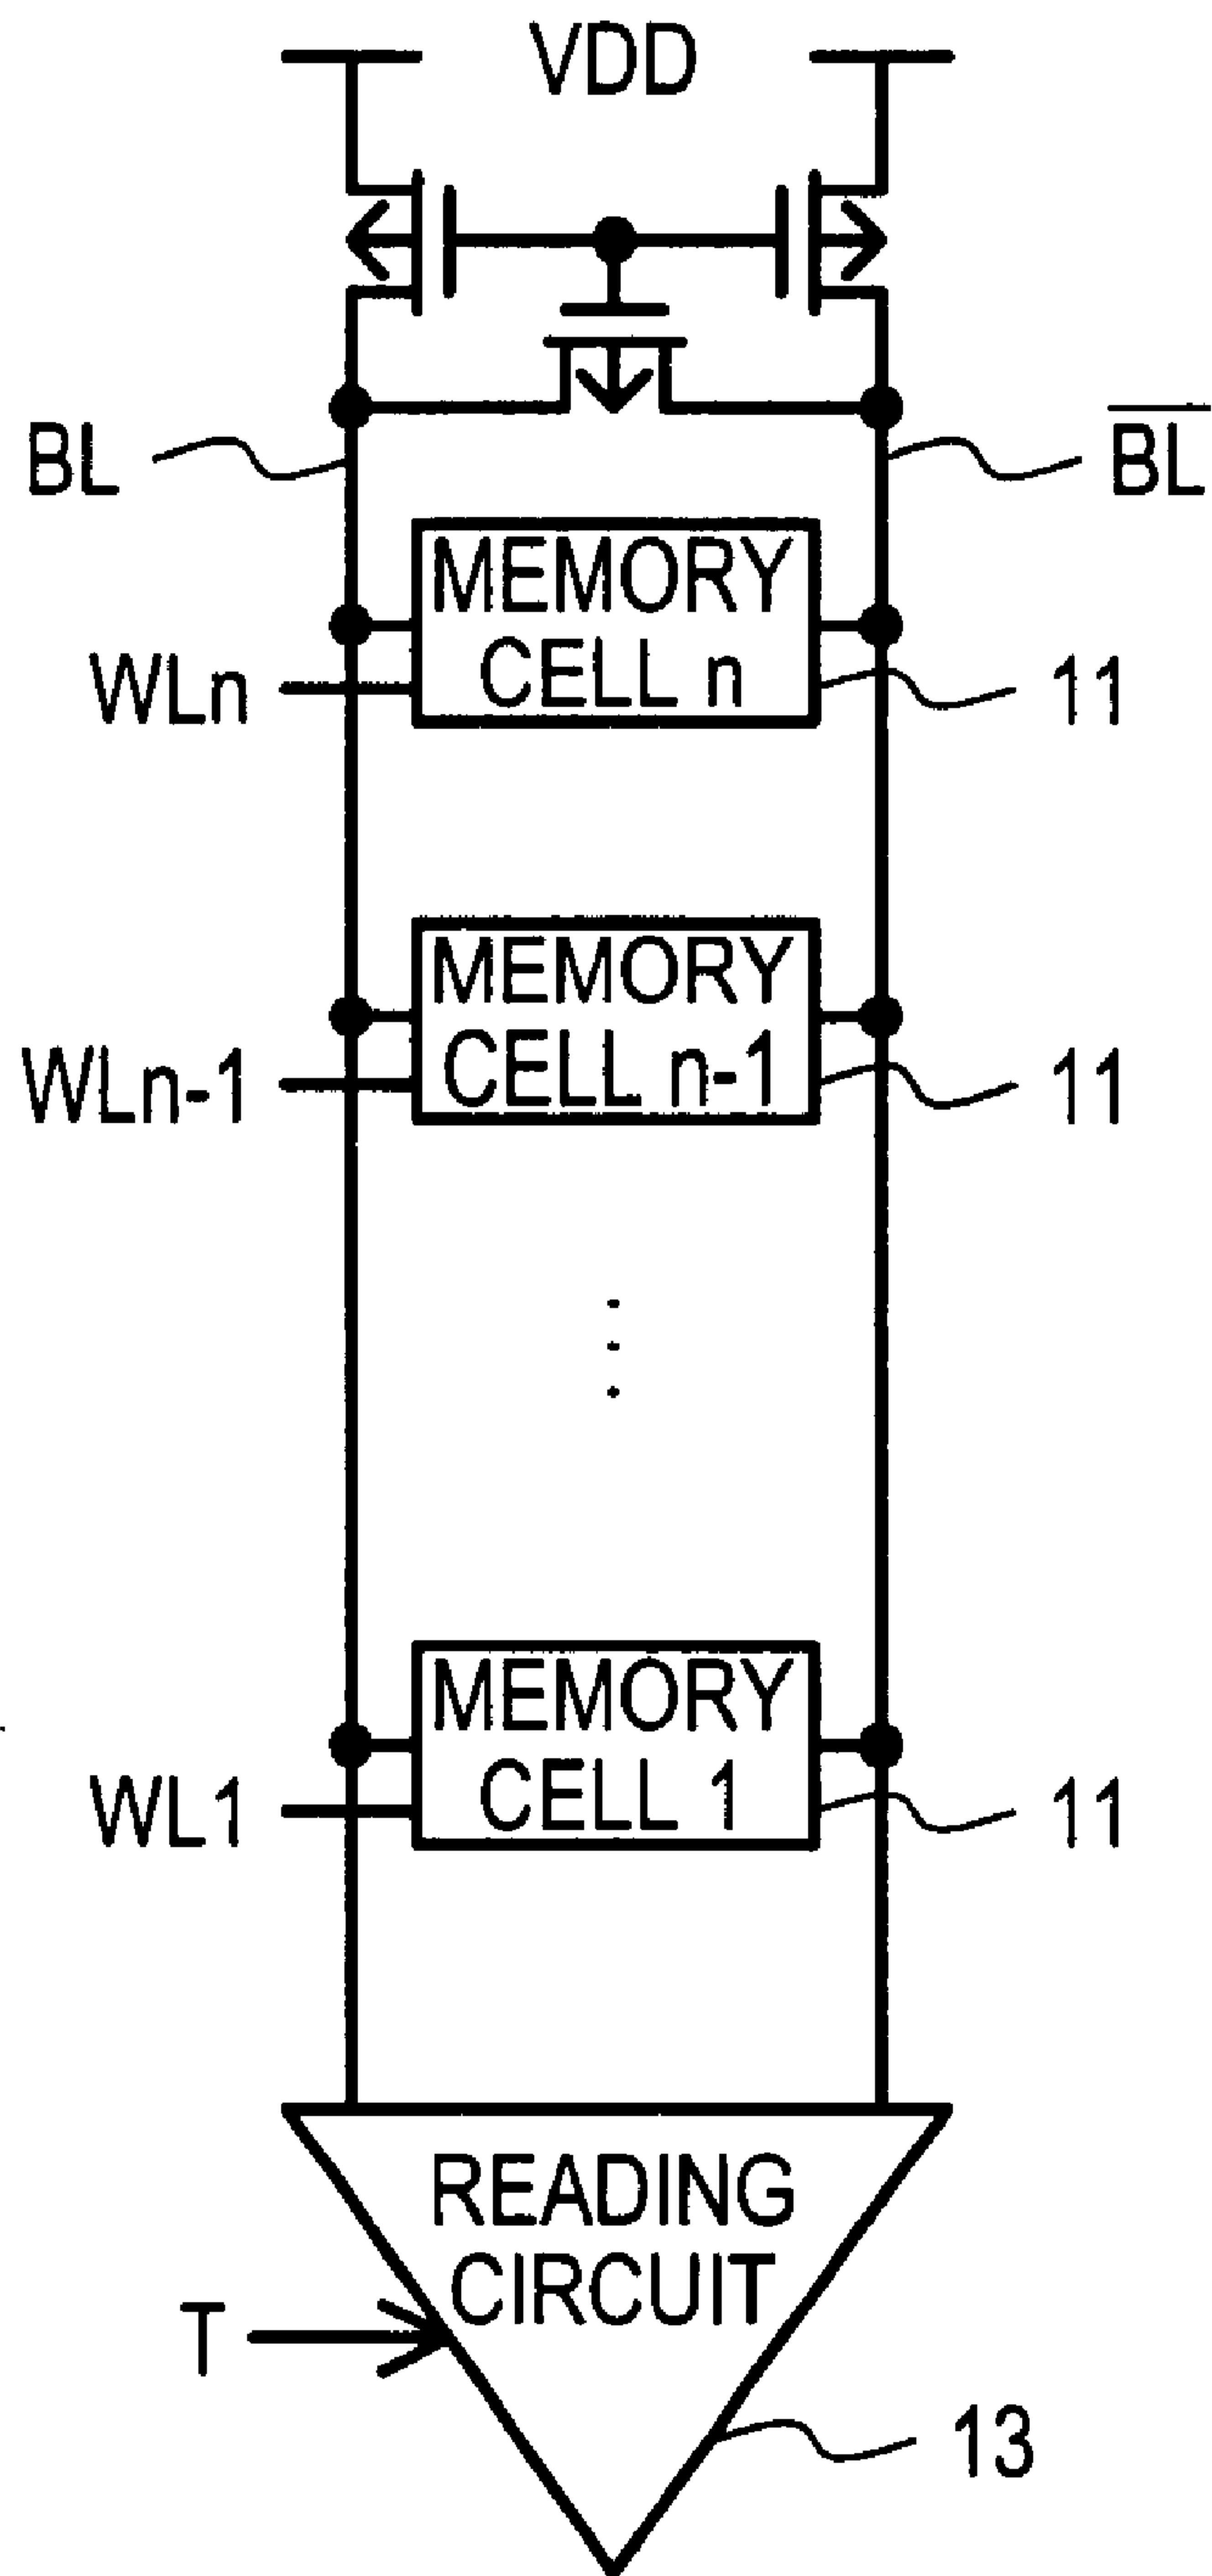 VDD
BL
B̅L̅
MEMORY
CELL n
WLn
11
MEMORY
CELL n-1
WLn-1
11
MEMORY
CELL 1
WL1
11
READING
CIRCUIT
T
13